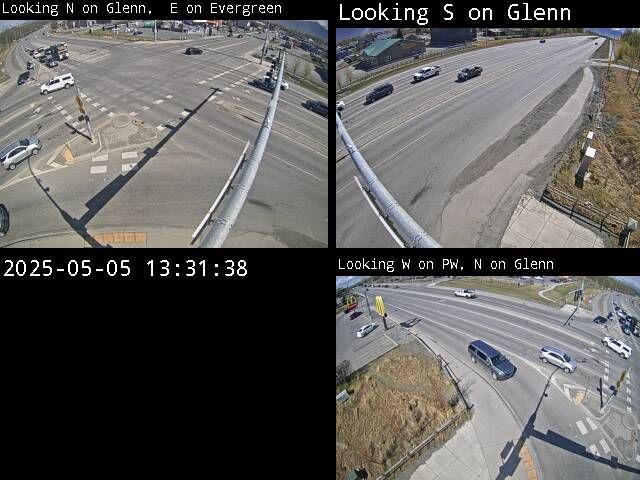 Looking N on Glenn,  E on Evergreen
Looking S on Glenn
2025-05-05 13:31:38
Looking W on PW, N on Glenn